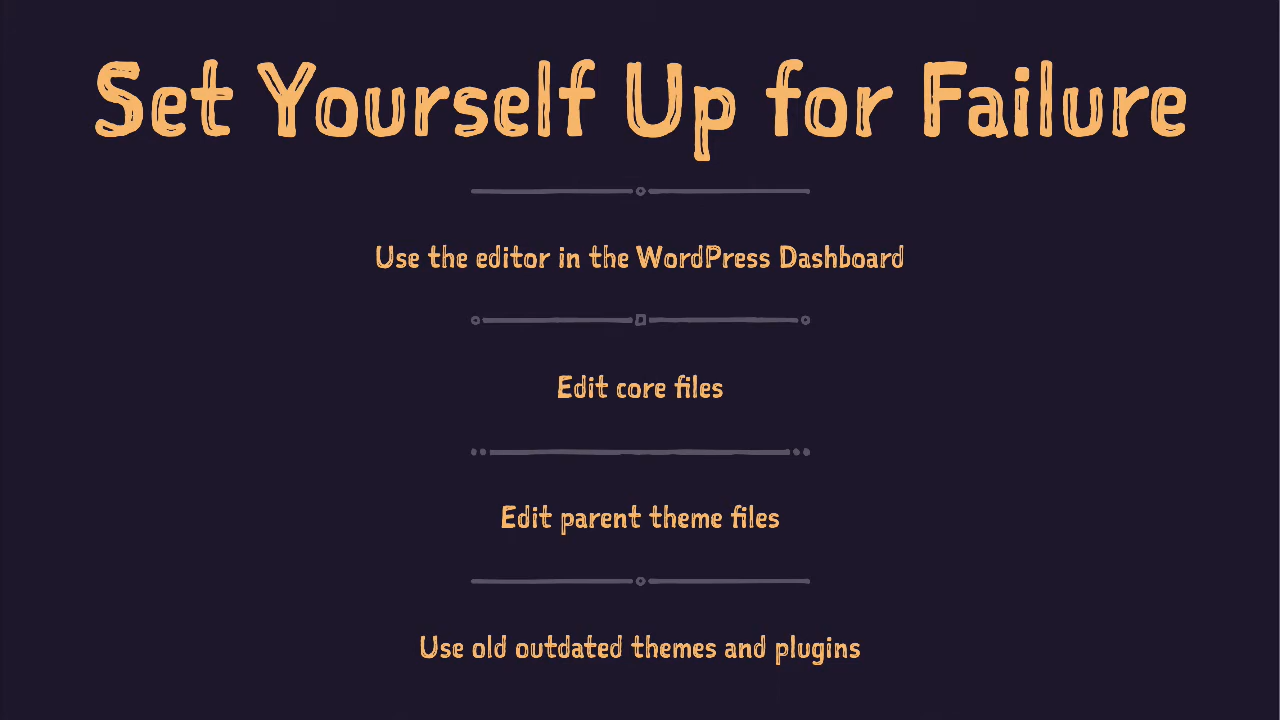 Set Yourself Up for Failure
Use the editor in the WordPress Dashboard
Edit core files
Edit parent theme files
Use old outdated themes and plugins